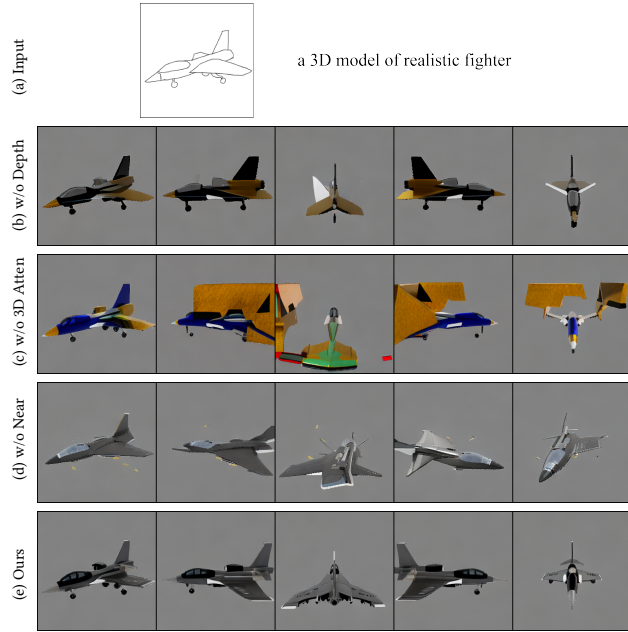 (a) Input
a 3D model of realistic fighter
(b) w/o Depth
(c) w/o 3D Atten
(d) w/o Near
(e) Ours